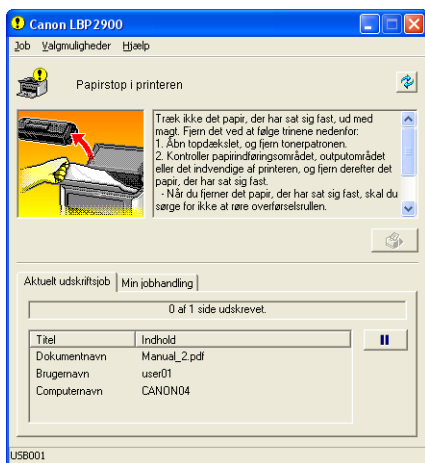 Canon LBP2900
Job Valgmuligheder Hjælp
Papirstop i printeren
Træk ikke det papir, der har sat sig fast, ud med
magt. Fjern det ved at følge trinene nedenfor:
1. Åbn topdækslet, og fjern tonerpatronen.
2. Kontroller papirindføringsområdet, outputområdet
eller det indvendige af printeren, og fjern derefter det
papir, der har sat sig fast.
- Når du fjerner det papir, der har sat sig fast, skal du
sørge for ikke at røre overførselsrullen.
Aktuelt udskriftsjob Min jobhandling
0 af 1 side udskrevet.
Titel Indhold
Dokumentnavn Manual_2.pdf
Brugernavn user01
Computernavn CANON04
USB001